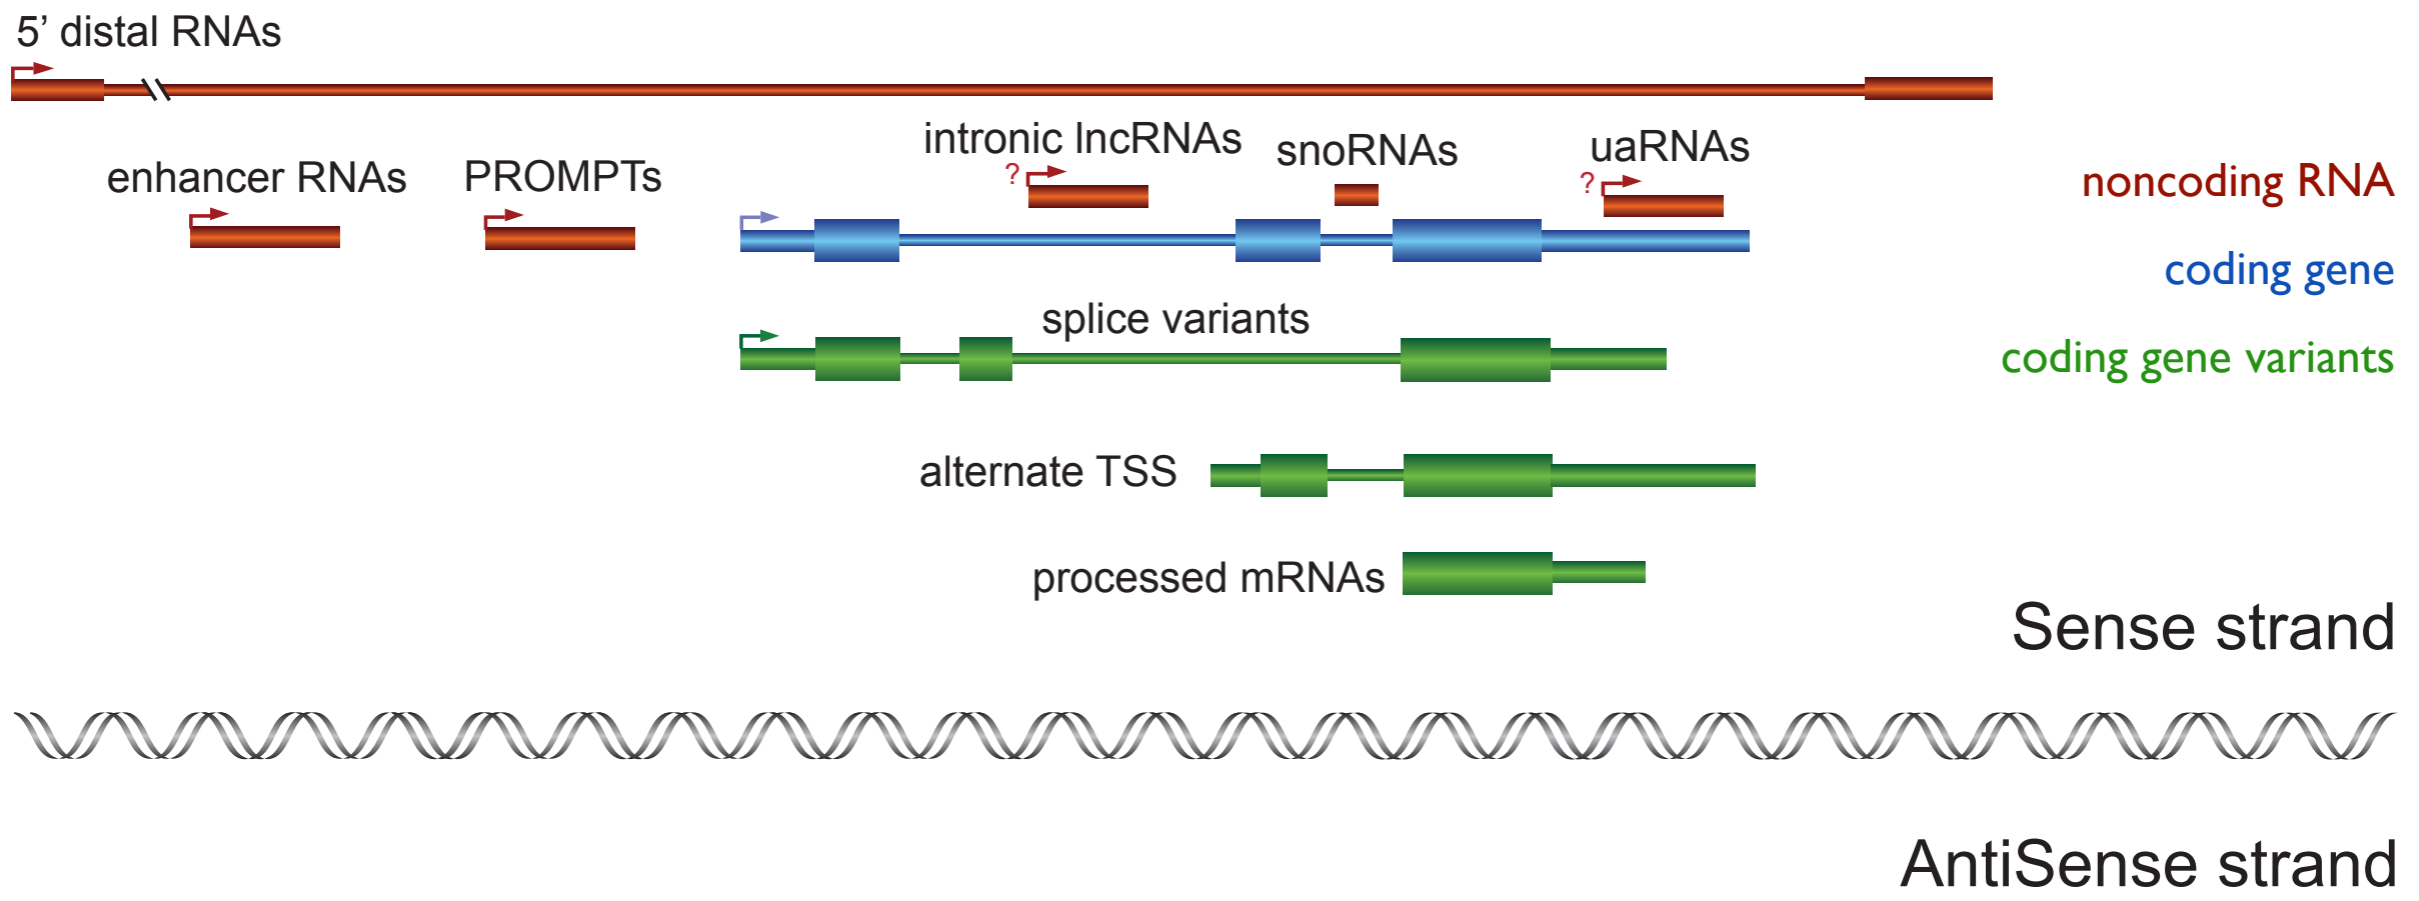 5’ distal RNAs
enhancer RNAs
PROMPTs
intronic lncRNAs
?
snoRNAs
uaRNAs
?
noncoding RNA
coding gene
splice variants
coding gene variants
alternate TSS
processed mRNAs
Sense strand
AntiSense strand